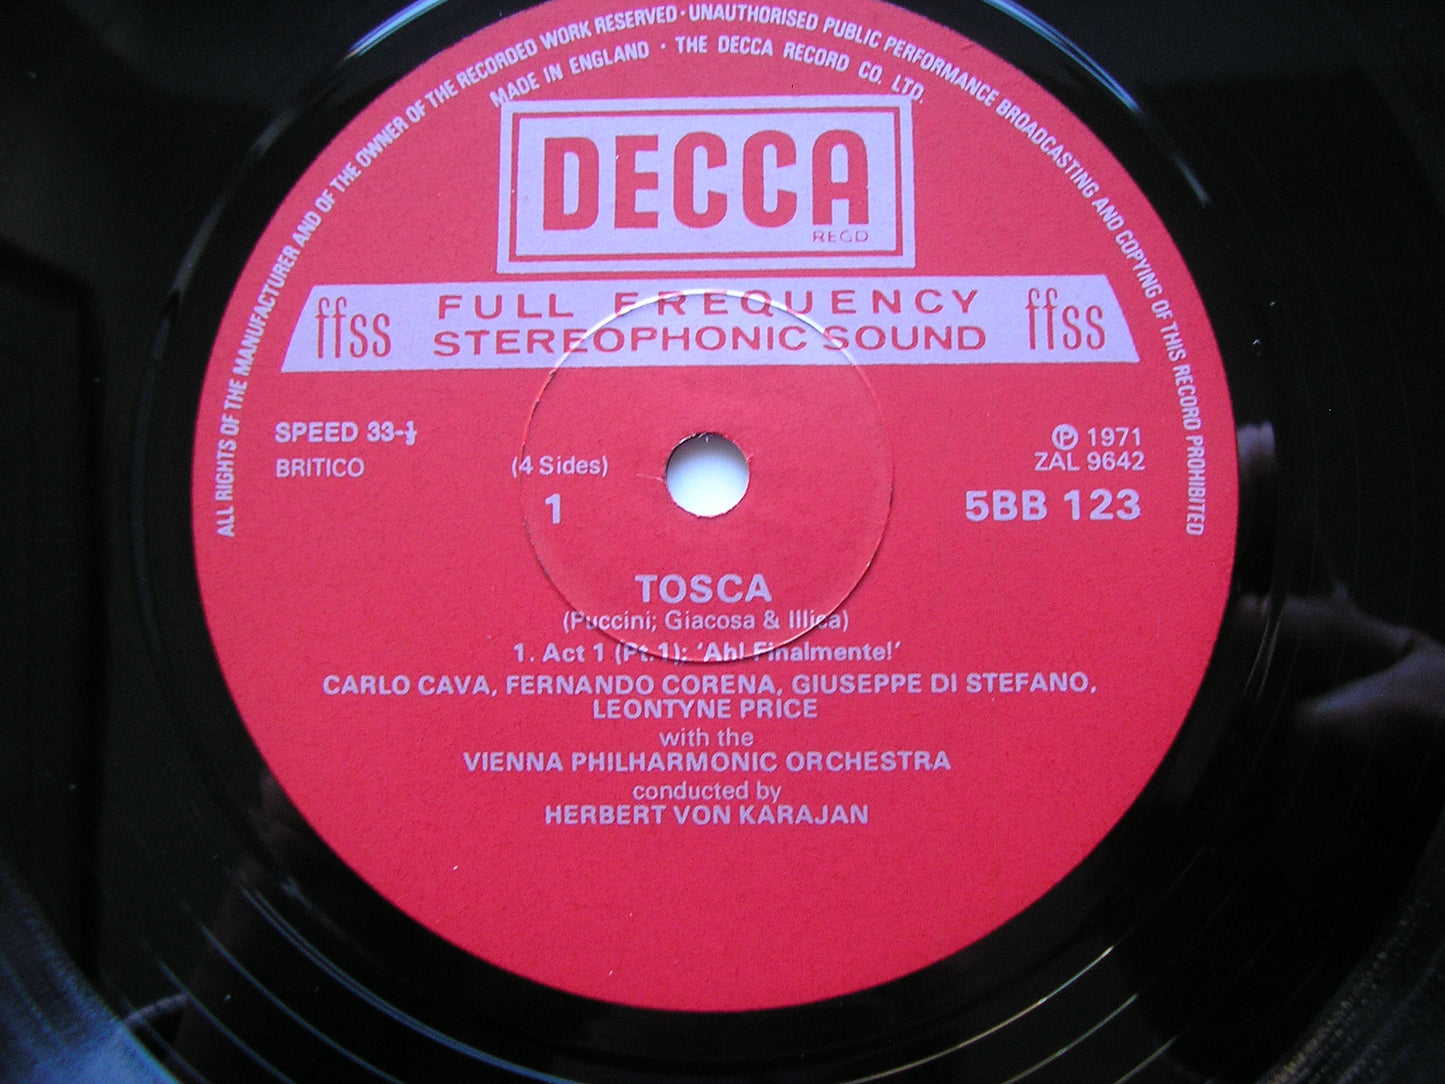 ALL RIGHTS OF THE MANUFACTURER AND OF THE OWNER OF THE RECORDED WORK RESERVED · UNAUTHORISED PUBLIC PERFORMANCE BROADCASTING AND COPYING OF THIS RECORD PROHIBITED
MADE IN ENGLAND · THE DECCA RECORD CO. LTD.
DECCA
REGD
ffss FULL FREQUENCY ffss
STEREOPHONIC SOUND
SPEED 33-⅓ ℗ 1971
BRITICO (4 Sides) ZAL 9642
1 5BB 123
TOSCA
(Puccini; Giacosa & Illica)
1. Act 1 (Pt.1); 'Ah! Finalmente!'
CARLO CAVA, FERNANDO CORENA, GIUSEPPE DI STEFANO,
LEONTYNE PRICE
with the
VIENNA PHILHARMONIC ORCHESTRA
conducted by
HERBERT VON KARAJAN